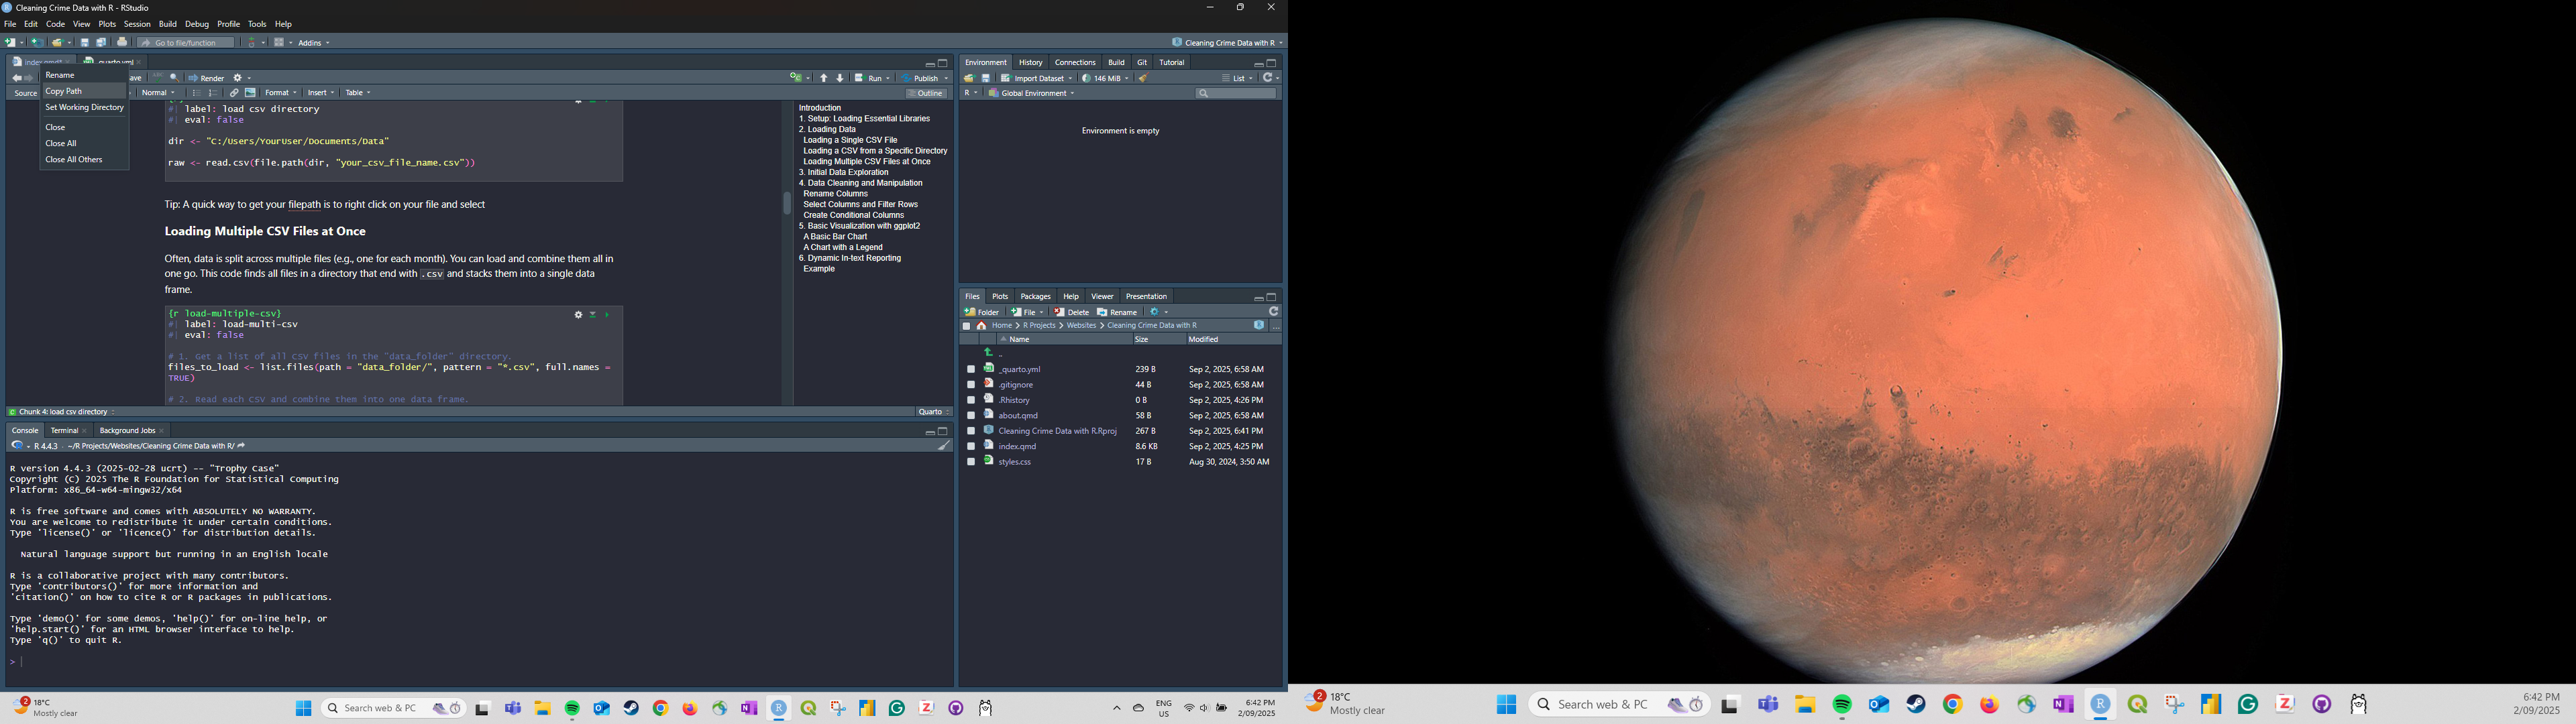 Cleaning Crime Data with R - RStudio
File Edit Code View Plots Session Build Debug Profile Tools Help
Go to file/function Addins Cleaning Crime Data with R
index.qmd* _quarto.yml
Render Run Publish
Source Normal Format Insert Table Outline
Rename
Copy Path
Set Working Directory
Close
Close All
Close All Others
#| label: load csv directory
#| eval: false
dir <- "C:/Users/YourUser/Documents/Data"
raw <- read.csv(file.path(dir, "your_csv_file_name.csv"))
Tip: A quick way to get your filepath is to right click on your file and select
Loading Multiple CSV Files at Once
Often, data is split across multiple files (e.g., one for each month). You can load and combine them all in
one go. This code finds all files in a directory that end with .csv and stacks them into a single data
frame.
{r load-multiple-csv}
#| label: load-multi-csv
#| eval: false
# 1. Get a list of all CSV files in the "data_folder" directory.
files_to_load <- list.files(path = "data_folder/", pattern = "*.csv", full.names =
TRUE)
# 2. Read each CSV and combine them into one data frame.
Introduction
1. Setup: Loading Essential Libraries
2. Loading Data
Loading a Single CSV File
Loading a CSV from a Specific Directory
Loading Multiple CSV Files at Once
3. Initial Data Exploration
4. Data Cleaning and Manipulation
Rename Columns
Select Columns and Filter Rows
Create Conditional Columns
5. Basic Visualization with ggplot2
A Basic Bar Chart
A Chart with a Legend
6. Dynamic In-text Reporting
Example
Chunk 4: load csv directory Quarto
Console Terminal Background Jobs
R 4.4.3 · ~/R Projects/Websites/Cleaning Crime Data with R/
R version 4.4.3 (2025-02-28 ucrt) -- "Trophy Case"
Copyright (C) 2025 The R Foundation for Statistical Computing
Platform: x86_64-w64-mingw32/x64
R is free software and comes with ABSOLUTELY NO WARRANTY.
You are welcome to redistribute it under certain conditions.
Type 'license()' or 'licence()' for distribution details.
Natural language support but running in an English locale
R is a collaborative project with many contributors.
Type 'contributors()' for more information and
'citation()' on how to cite R or R packages in publications.
Type 'demo()' for some demos, 'help()' for on-line help, or
'help.start()' for an HTML browser interface to help.
Type 'q()' to quit R.
>
Environment History Connections Build Git Tutorial
Import Dataset 146 MiB List
R Global Environment
Environment is empty
Files Plots Packages Help Viewer Presentation
Folder File Delete Rename
Home R Projects Websites Cleaning Crime Data with R
Name Size Modified
..
_quarto.yml 239 B Sep 2, 2025, 6:58 AM
.gitignore 44 B Sep 2, 2025, 6:58 AM
.Rhistory 0 B Sep 2, 2025, 4:26 PM
about.qmd 58 B Sep 2, 2025, 6:58 AM
Cleaning Crime Data with R.Rproj 267 B Sep 2, 2025, 6:41 PM
index.qmd 8.6 KB Sep 2, 2025, 4:25 PM
styles.css 17 B Aug 30, 2024, 3:50 AM
2 18°C
Mostly clear
Search web & PC
ENG
US
6:42 PM
2/09/2025
2 18°C
Mostly clear
Search web & PC
6:42 PM
2/09/2025